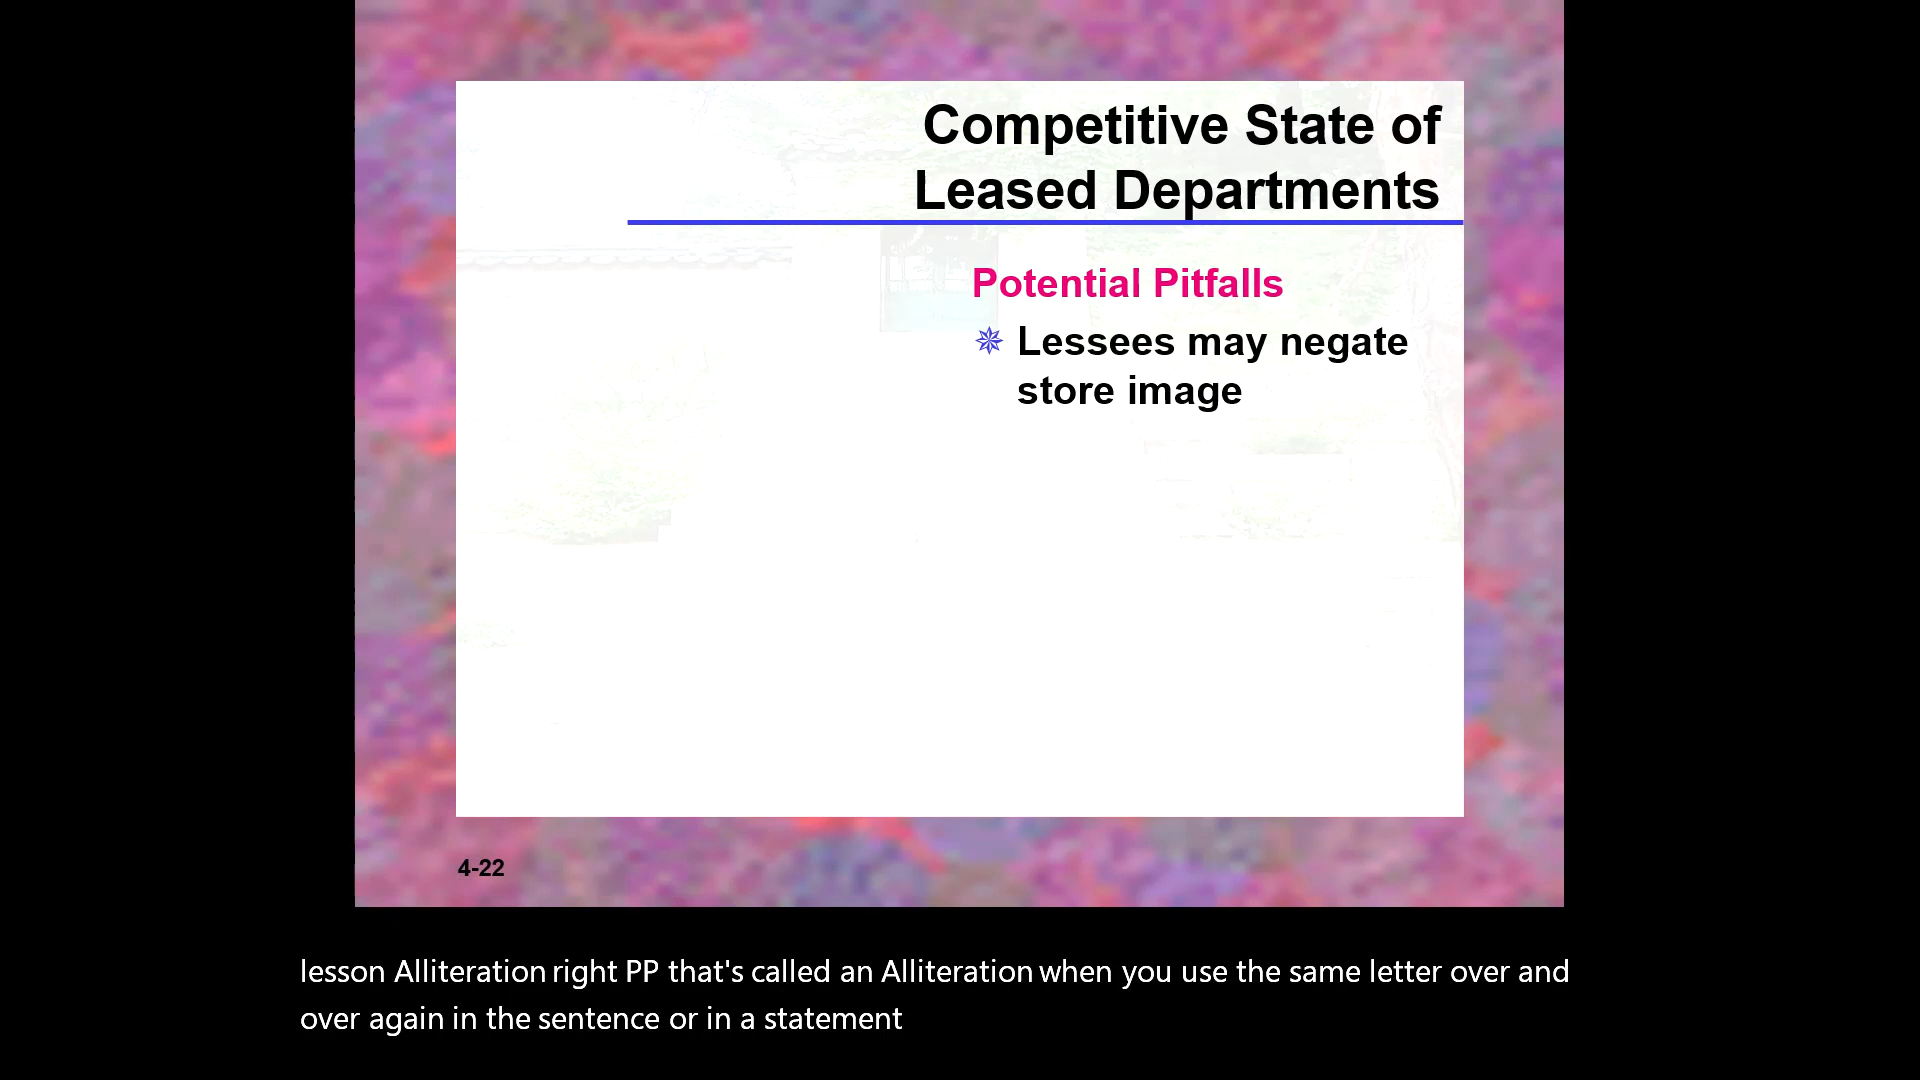 Competitive State of
Leased Departments
Potential Pitfalls
Lessees may negate
store image
4-22
lesson Alliteration right PP that's called an Alliteration when you use the same letter over and
over again in the sentence or in a statement